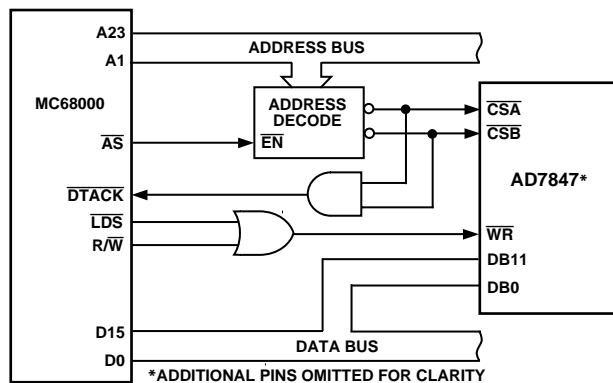 A23
ADDRESS BUS
A1
MC68000
ADDRESS
DECODE
CSA
AS
EN
CSB
AD7847*
DTACK
LDS
R/W
WR
DB11
DB0
D15
DATA BUS
D0
*ADDITIONAL PINS OMITTED FOR CLARITY